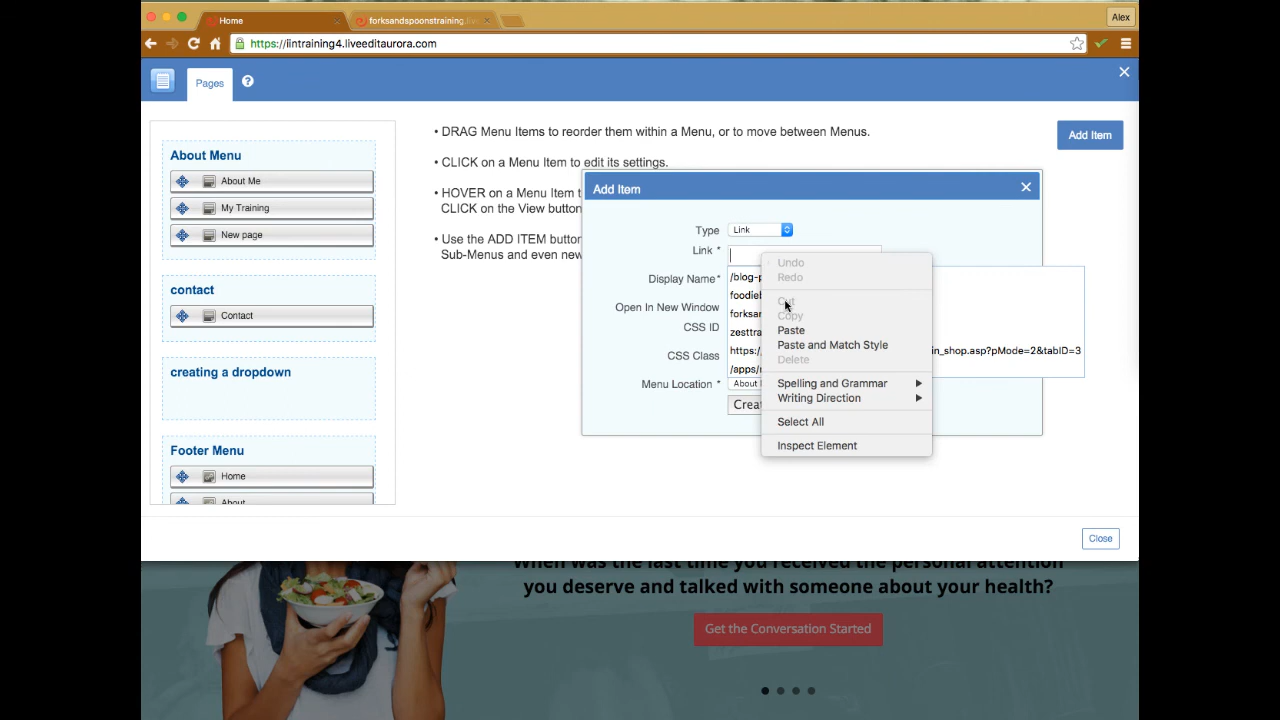 Home
forksandspoonstraining.liv
Alex
https://lintraining4.liveeditaurora.com
Pages
?
• DRAG Menu Items to reorder them within a Menu, or to move between Menus.
• CLICK on a Menu Item to edit its settings.
• HOVER on a Menu Item t
CLICK on the View button
• Use the ADD ITEM button
Sub-Menus and even new
Add Item
About Menu
About Me
My Training
New page
contact
Contact
creating a dropdown
Footer Menu
Home
About
Add Item
Type
Link
Link *
Display Name*
Open In New Window
CSS ID
CSS Class
Menu Location *
About
Creat
/blog-p
foodieb
forksan
zesttra
https:/
in_shop.asp?pMode=2&tabID=3
/apps/
Undo
Redo
Cut
Copy
Paste
Paste and Match Style
Delete
Spelling and Grammar
Writing Direction
Select All
Inspect Element
Close
When was the last time you received the personal attention
you deserve and talked with someone about your health?
Get the Conversation Started